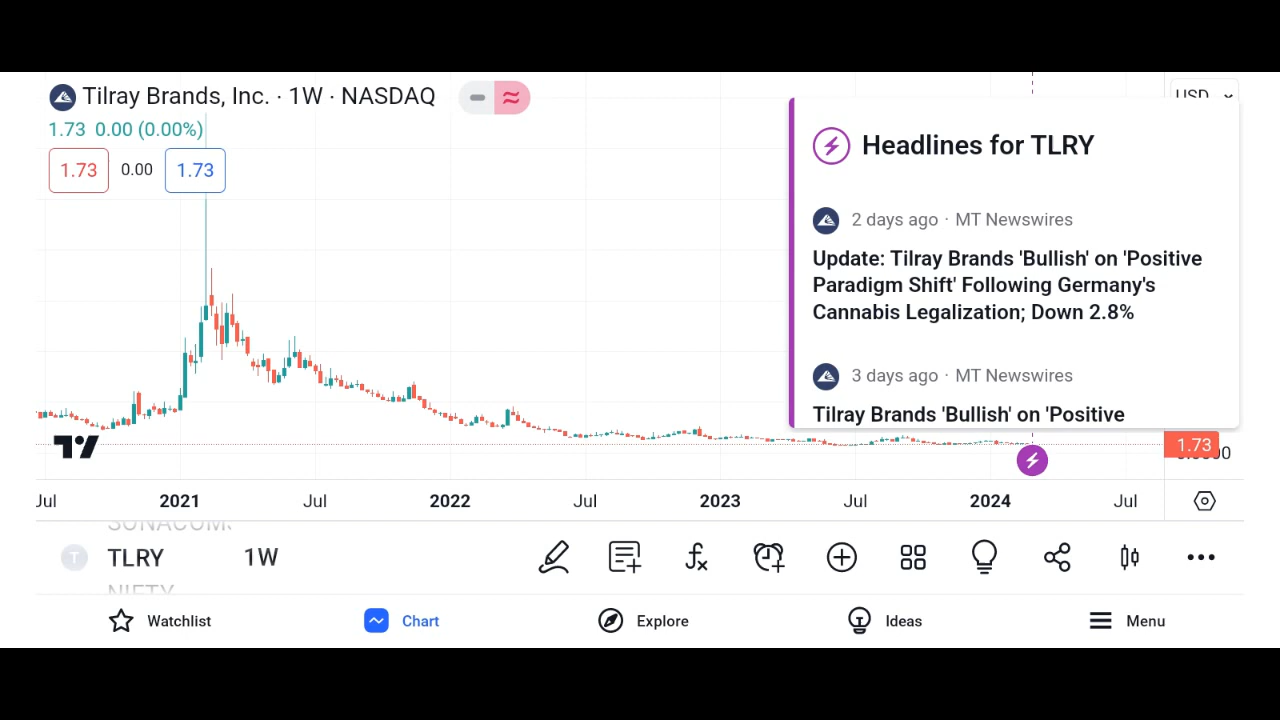 Tilray Brands, Inc. · 1W · NASDAQ
1.73 0.00 (0.00%)
1.73 0.00 1.73
USD
Headlines for TLRY
2 days ago · MT Newswires
Update: Tilray Brands 'Bullish' on 'Positive
Paradigm Shift' Following Germany's
Cannabis Legalization; Down 2.8%
3 days ago · MT Newswires
Tilray Brands 'Bullish' on 'Positive
1.73
Jul 2021 Jul 2022 Jul 2023 Jul 2024 Jul
T TLRY 1W
NIFTY
Watchlist Chart Explore Ideas Menu